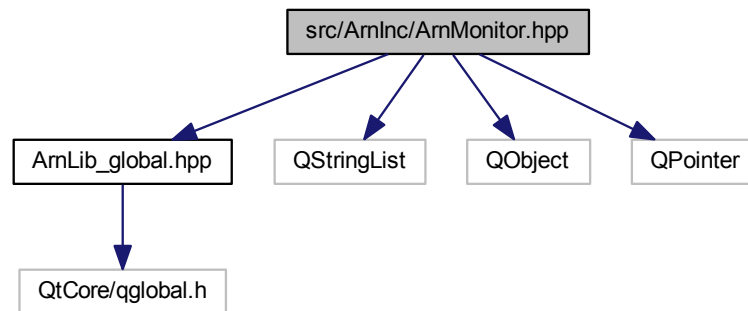 src/ArnInc/ArnMonitor.hpp
ArnLib_global.hpp
QStringList
QObject
QPointer
QtCore/qglobal.h